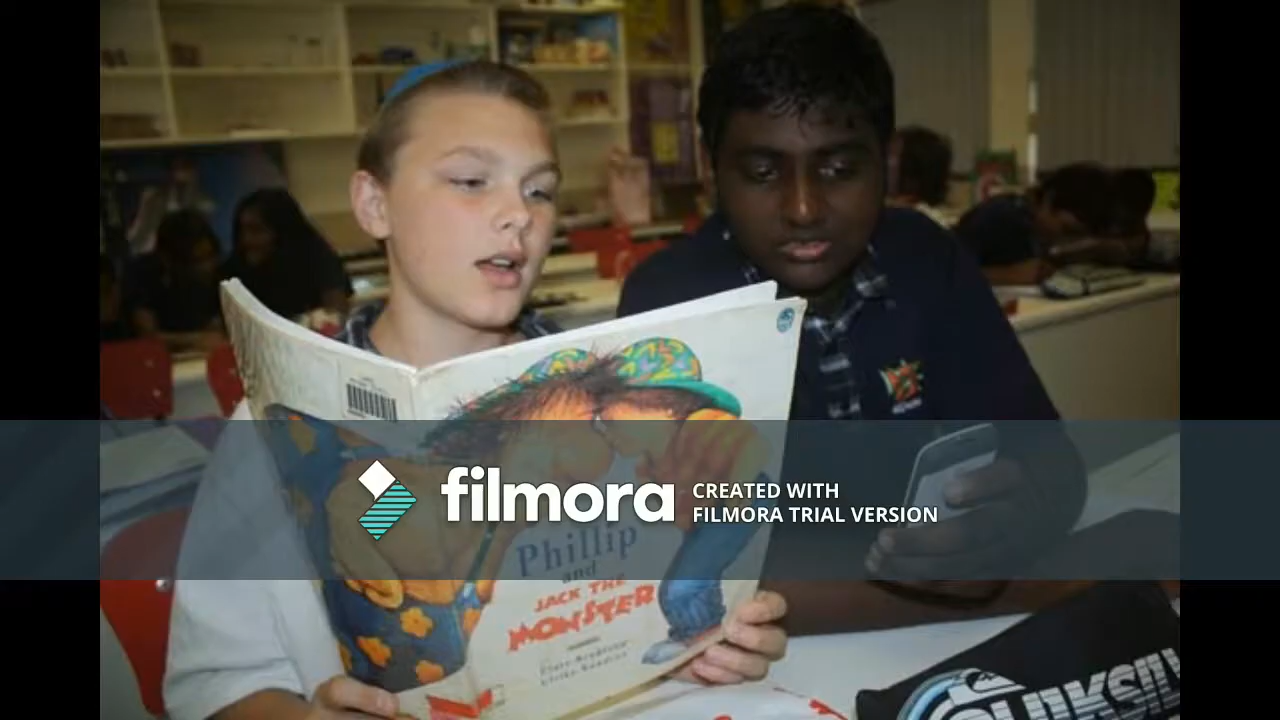 filmora
CREATED WITH
FILMORA TRIAL VERSION
Phillip
and
JACK THE
MONSTER